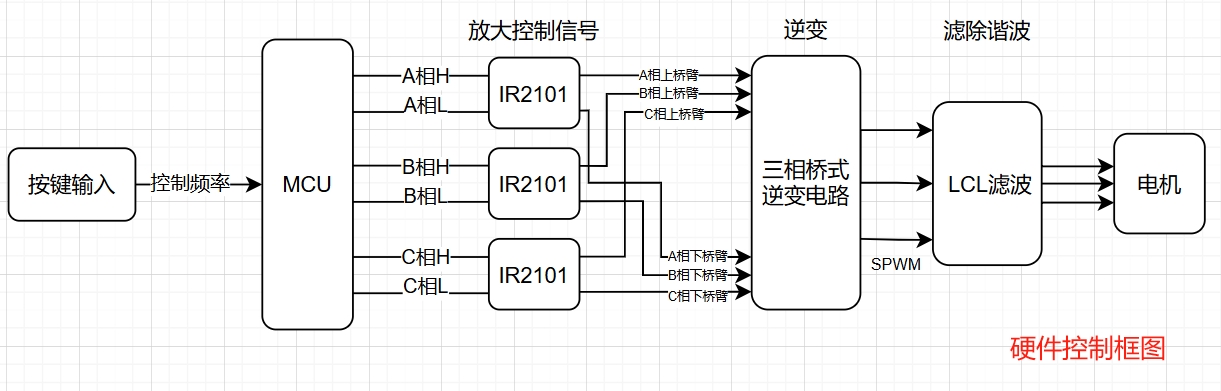 放大控制信号
逆变
滤除谐波
按键输入
控制频率
MCU
A相H
A相L
B相H
B相L
C相H
C相L
IR2101
IR2101
IR2101
A相上桥臂
B相上桥臂
C相上桥臂
A相下桥臂
B相下桥臂
C相下桥臂
三相桥式
逆变电路
SPWM
LCL滤波
电机
硬件控制框图